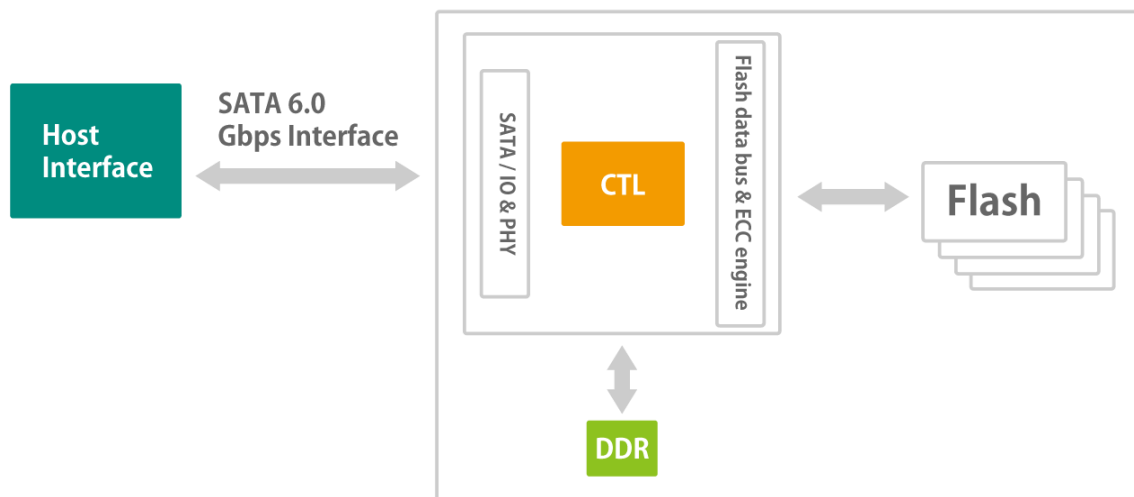 Host
Interface
SATA 6.0
Gbps Interface
SATA / IO & PHY
CTL
Flash data bus & ECC engine
Flash
DDR